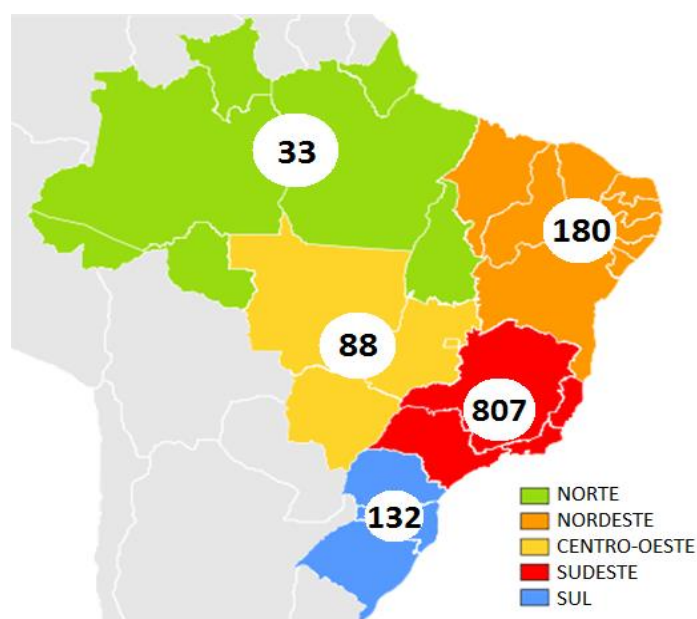 33
180
88
807
132
NORTE
NORDESTE
CENTRO-OESTE
SUDESTE
SUL